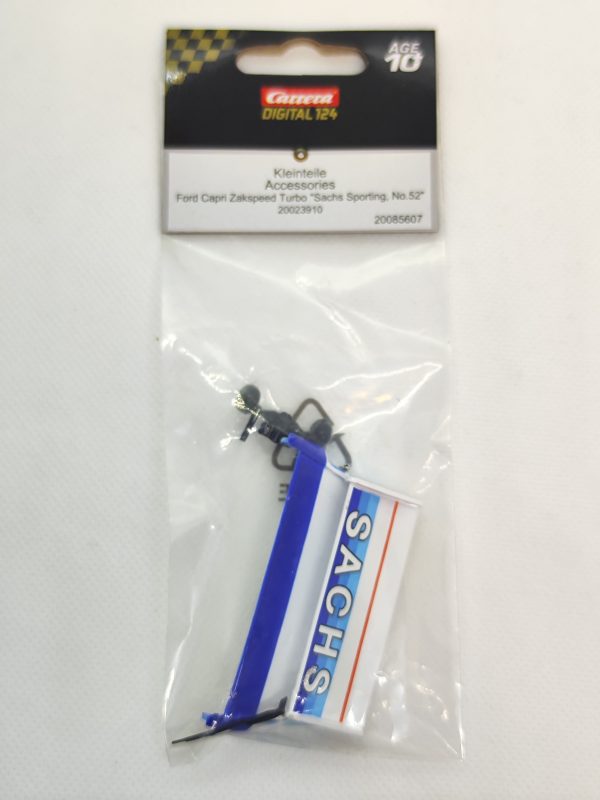 AGE
10
Carrera
DIGITAL 124
Kleinteile
Accessories
Ford Capri Zakspeed Turbo "Sachs Sporting, No.52"
20023910
20085607
SACHS